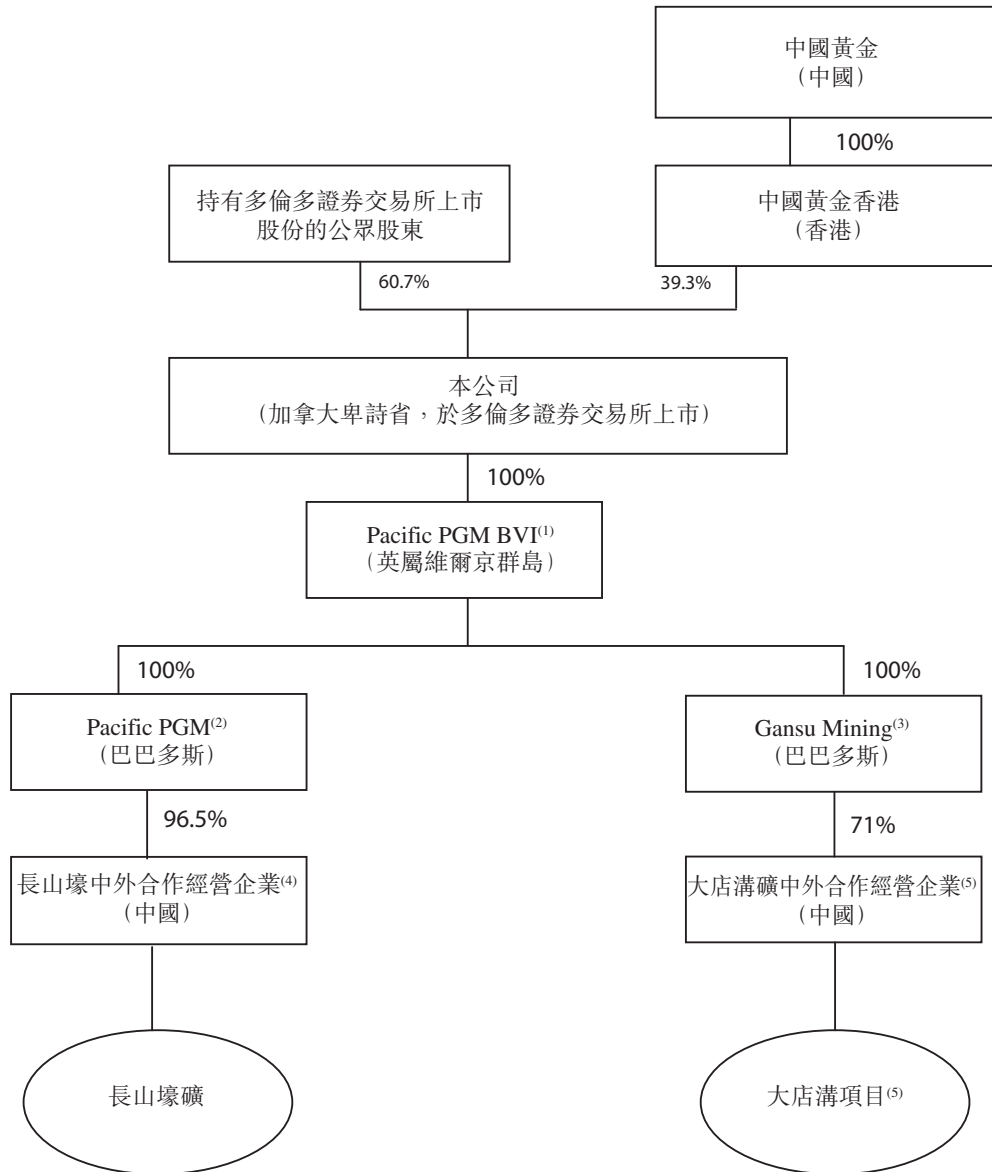 中國黃金
（中國）
100%
持有多倫多證券交易所上市
股份的公眾股東
中國黃金香港
（香港）
60.7%
39.3%
本公司
（加拿大卑詩省，於多倫多證券交易所上市）
100%
Pacific PGM BVI(1)
（英屬維爾京群島）
100%
100%
Pacific PGM(2)
（巴巴多斯）
Gansu Mining(3)
（巴巴多斯）
96.5%
71%
長山壕中外合作經營企業(4)
（中國）
大店溝礦中外合作經營企業(5)
（中國）
長山壕礦
大店溝項目(5)